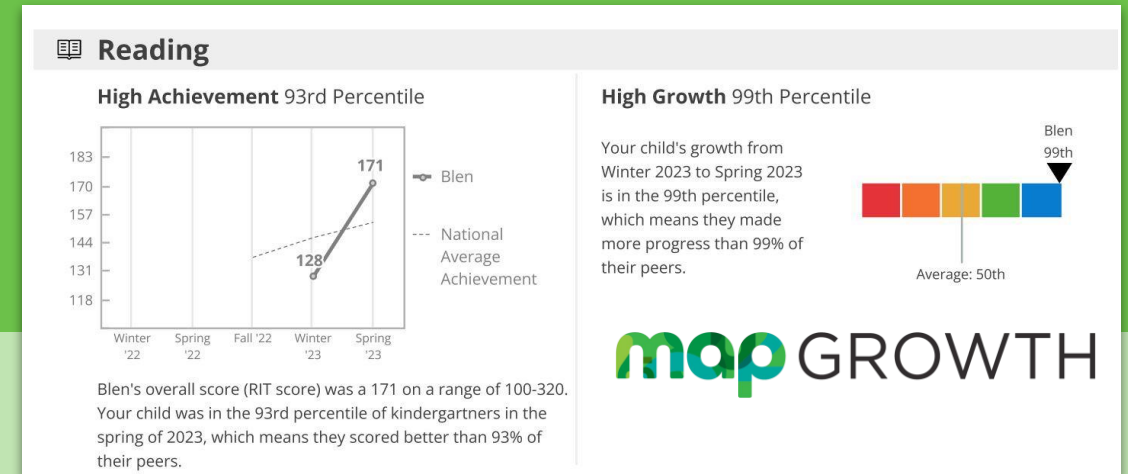 Reading
High Achievement 93rd Percentile
183
170
157
144
131
118
171
128
Blen
National
Average
Achievement
Winter
'22
Spring
'22
Fall '22
Winter
'23
Spring
'23
Blen's overall score (RIT score) was a 171 on a range of 100-320.
Your child was in the 93rd percentile of kindergartners in the
spring of 2023, which means they scored better than 93% of
their peers.
High Growth 99th Percentile
Your child's growth from
Winter 2023 to Spring 2023
is in the 99th percentile,
which means they made
more progress than 99% of
their peers.
Blen
99th
Average: 50th
map GROWTH